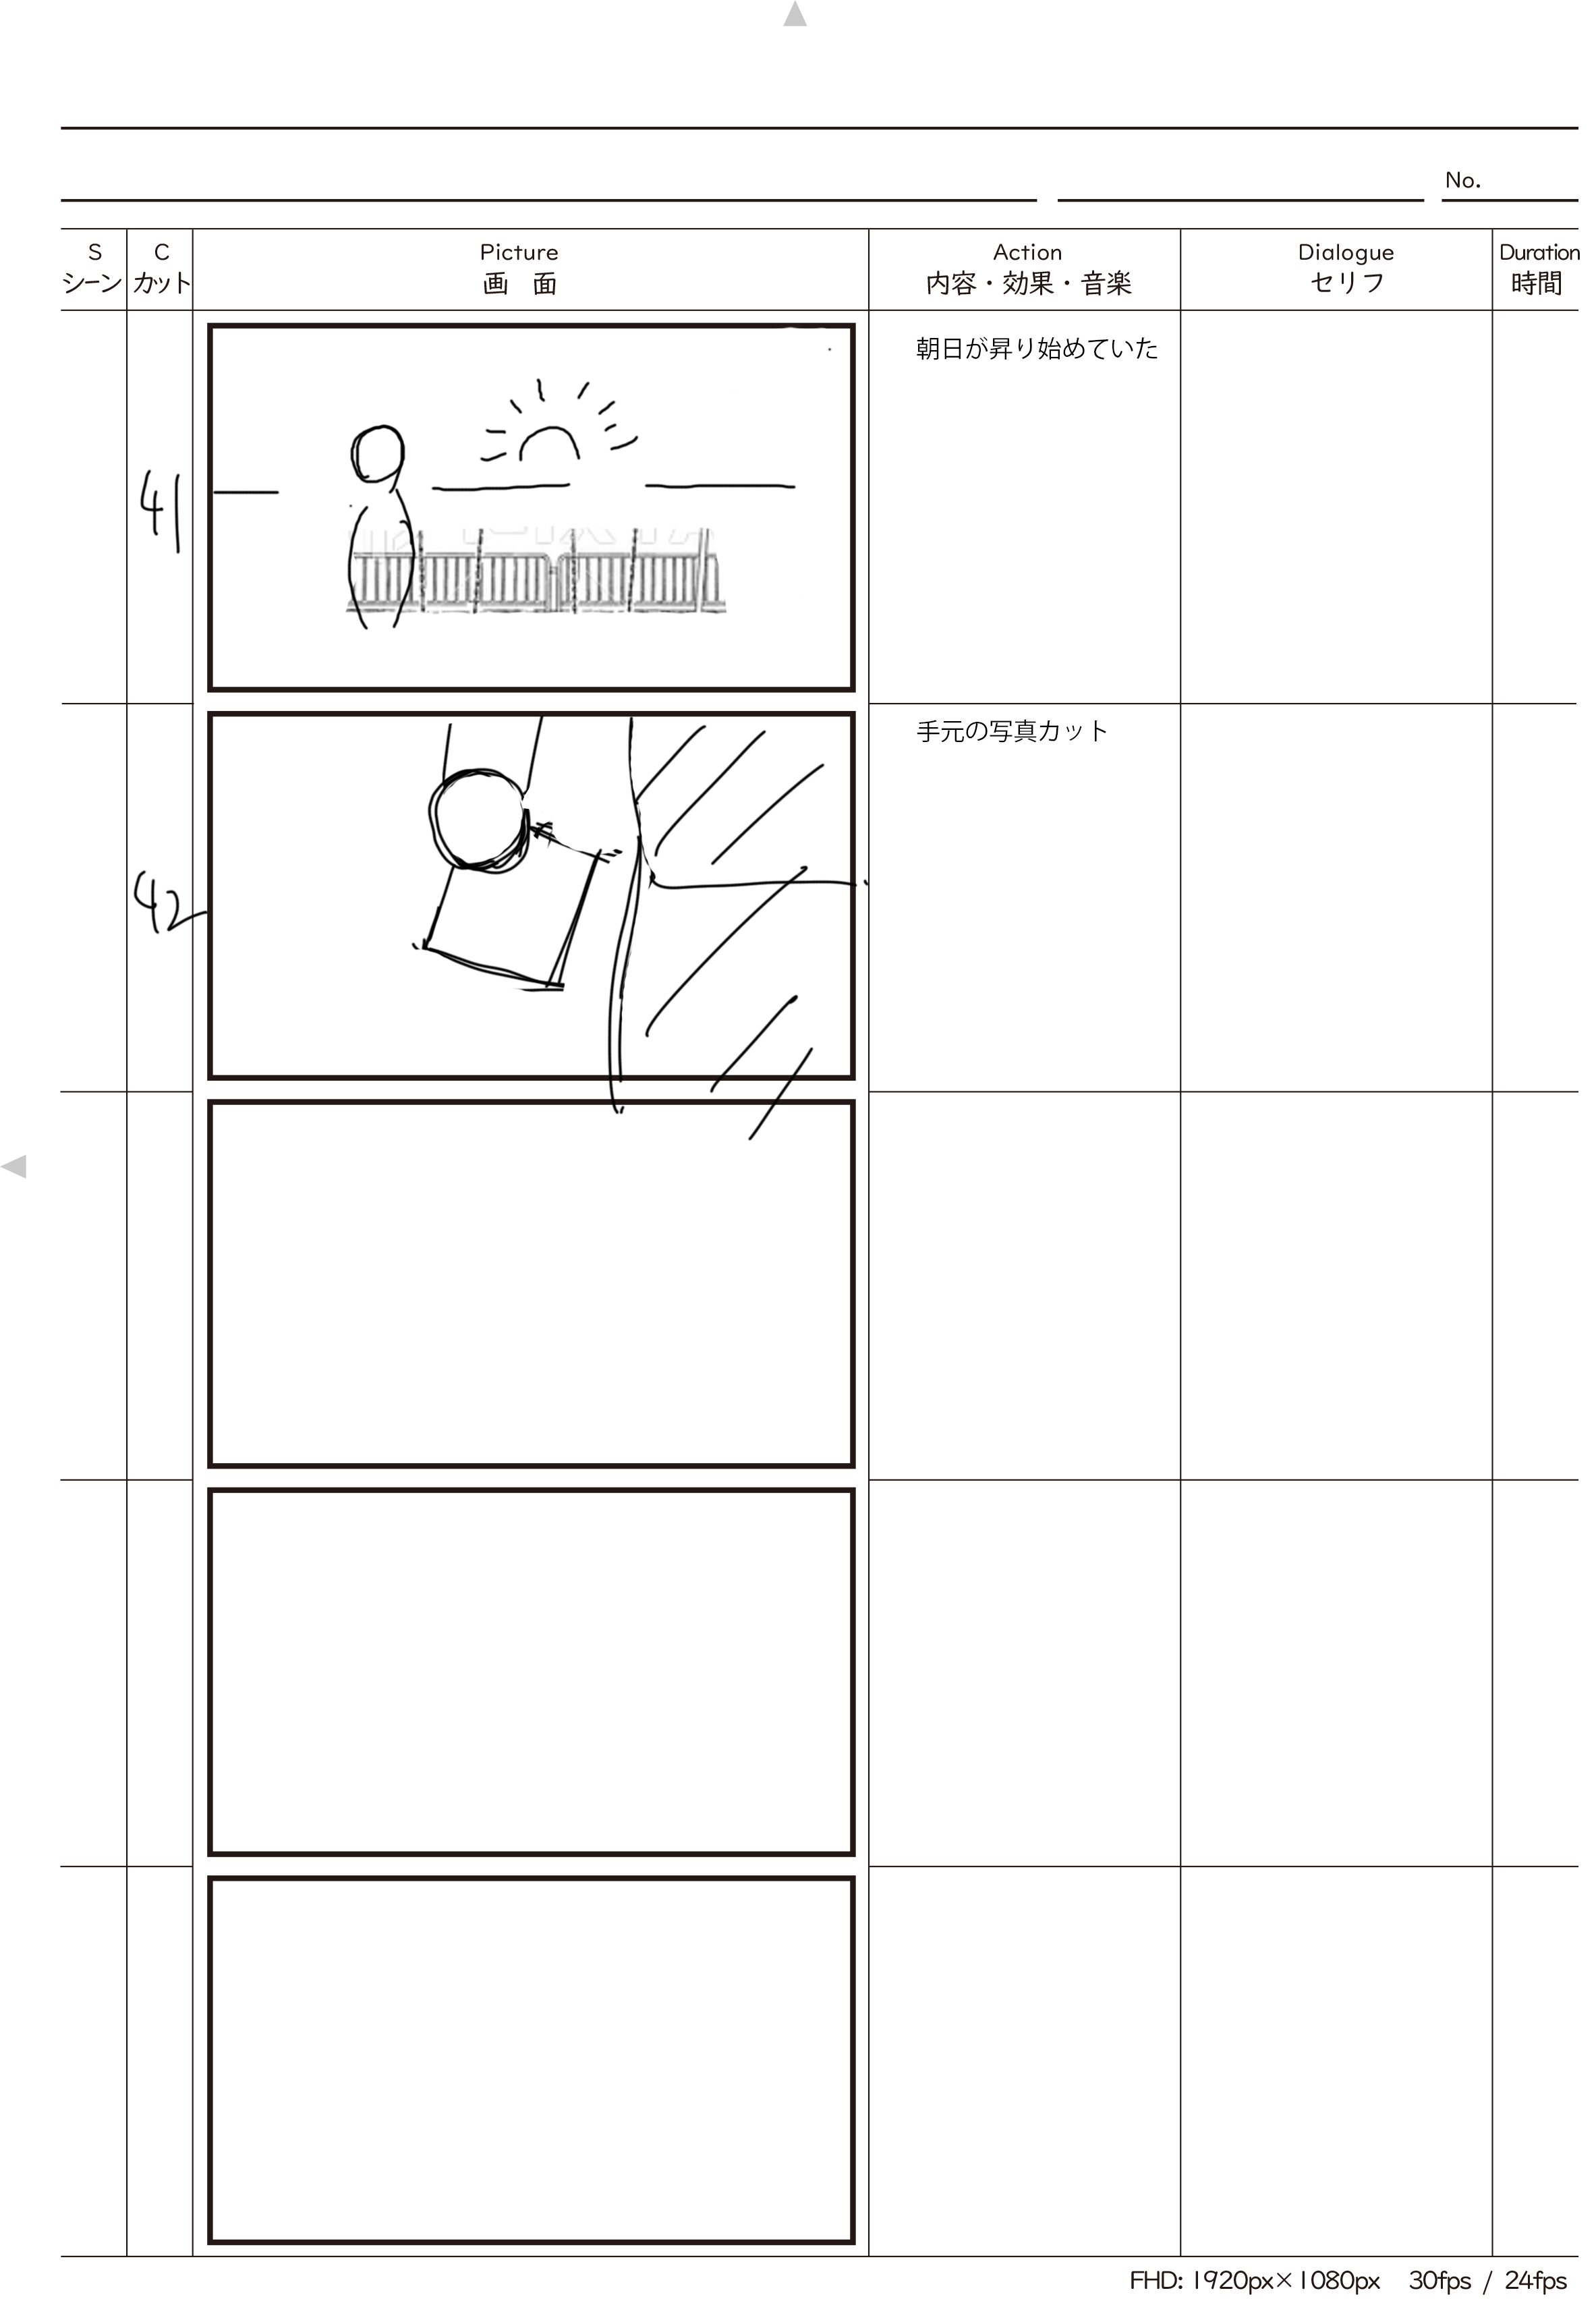 No.
S
シーン
C
カット
Picture
画 面
Action
内容・効果・音楽
Dialogue
セリフ
Duration
時間
41
朝日が昇り始めていた
42
手元の写真カット
FHD: 1920px×1080px 30fps / 24fps